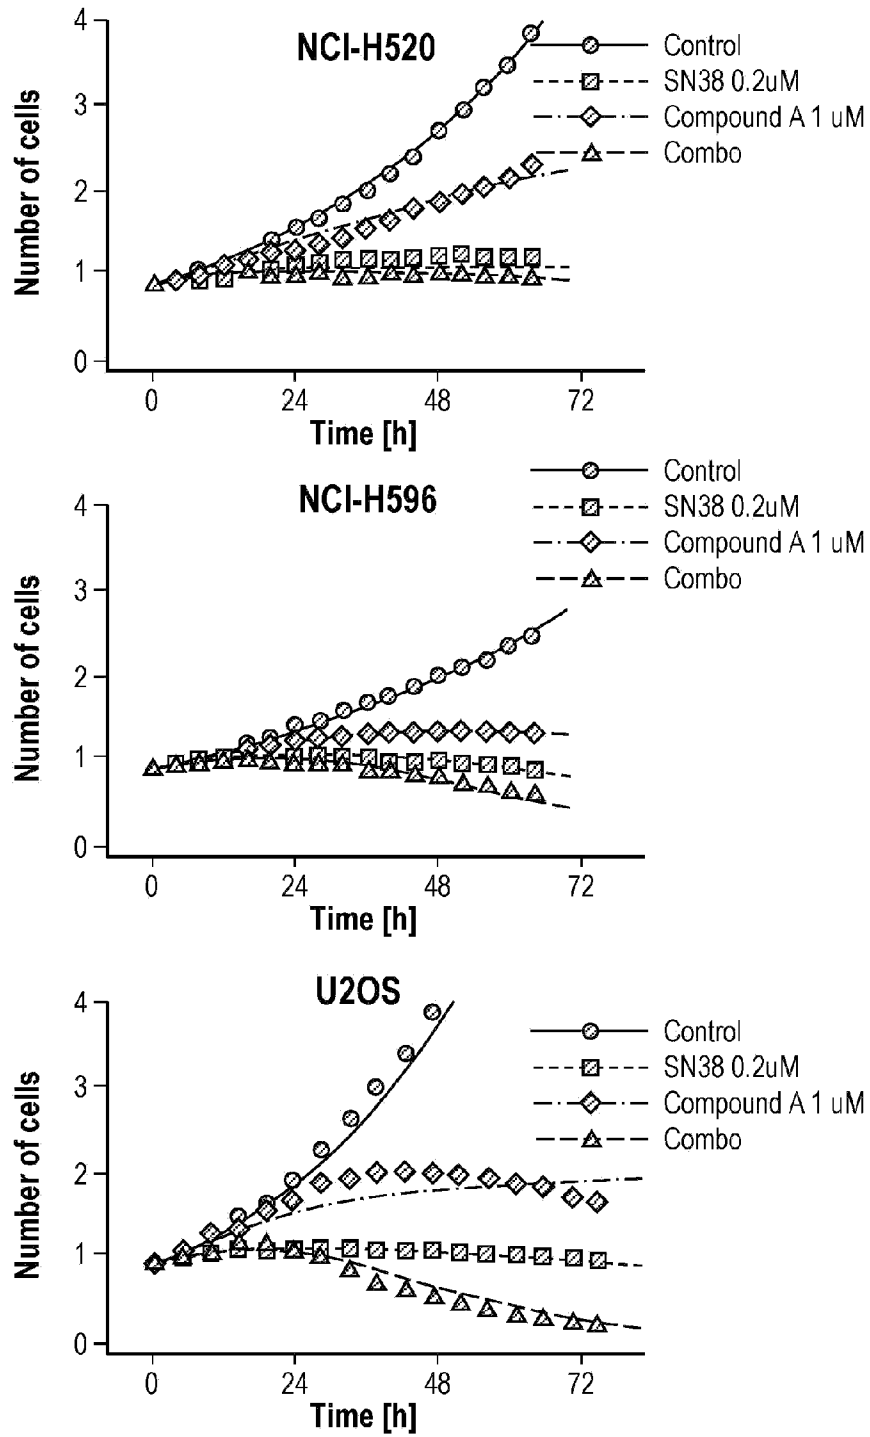 NCI-H520
Number of cells
4
3
2
1
0
0 24 48 72
Time [h]
Control
SN38 0.2uM
Compound A 1 uM
Combo
NCI-H596
Number of cells
4
3
2
1
0
0 24 48 72
Time [h]
Control
SN38 0.2uM
Compound A 1 uM
Combo
U2OS
Number of cells
4
3
2
1
0
0 24 48 72
Time [h]
Control
SN38 0.2uM
Compound A 1 uM
Combo